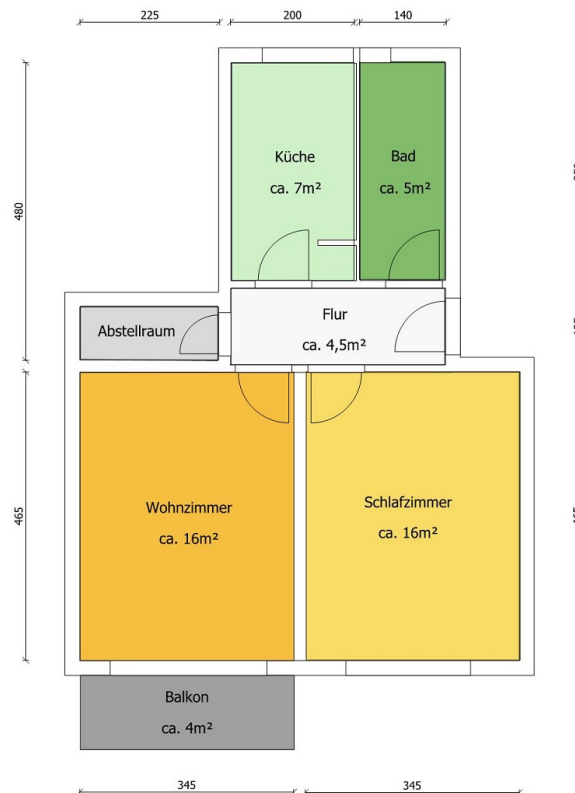 225
200
140
Küche
ca. 7m²
Bad
ca. 5m²
480
Abstellraum
Flur
ca. 4,5m²
465
Wohnzimmer
ca. 16m²
Schlafzimmer
ca. 16m²
Balkon
ca. 4m²
345
345